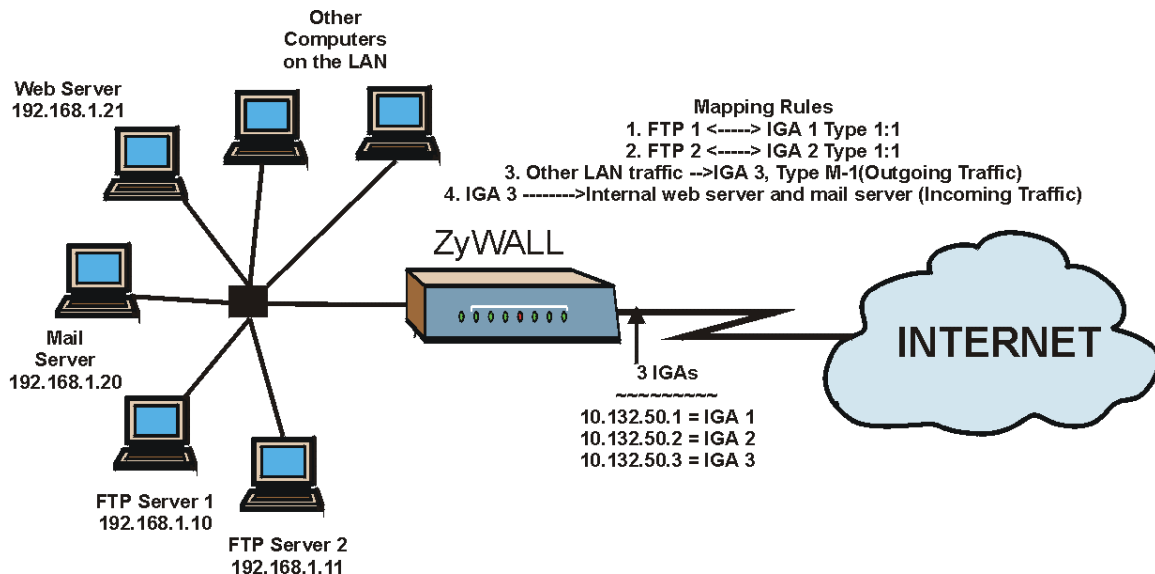 Other
Computers
on the LAN
Web Server
192.168.1.21
Mapping Rules
1. FTP 1 <-----> IGA 1 Type 1:1
2. FTP 2 <-----> IGA 2 Type 1:1
3. Other LAN traffic -->IGA 3, Type M-1(Outgoing Traffic)
4. IGA 3 -------->Internal web server and mail server (Incoming Traffic)
ZyWALL
INTERNET
Mail
Server
192.168.1.20
3 IGAs
~~~~~~~~~
10.132.50.1 = IGA 1
10.132.50.2 = IGA 2
10.132.50.3 = IGA 3
FTP Server 1
192.168.1.10
FTP Server 2
192.168.1.11